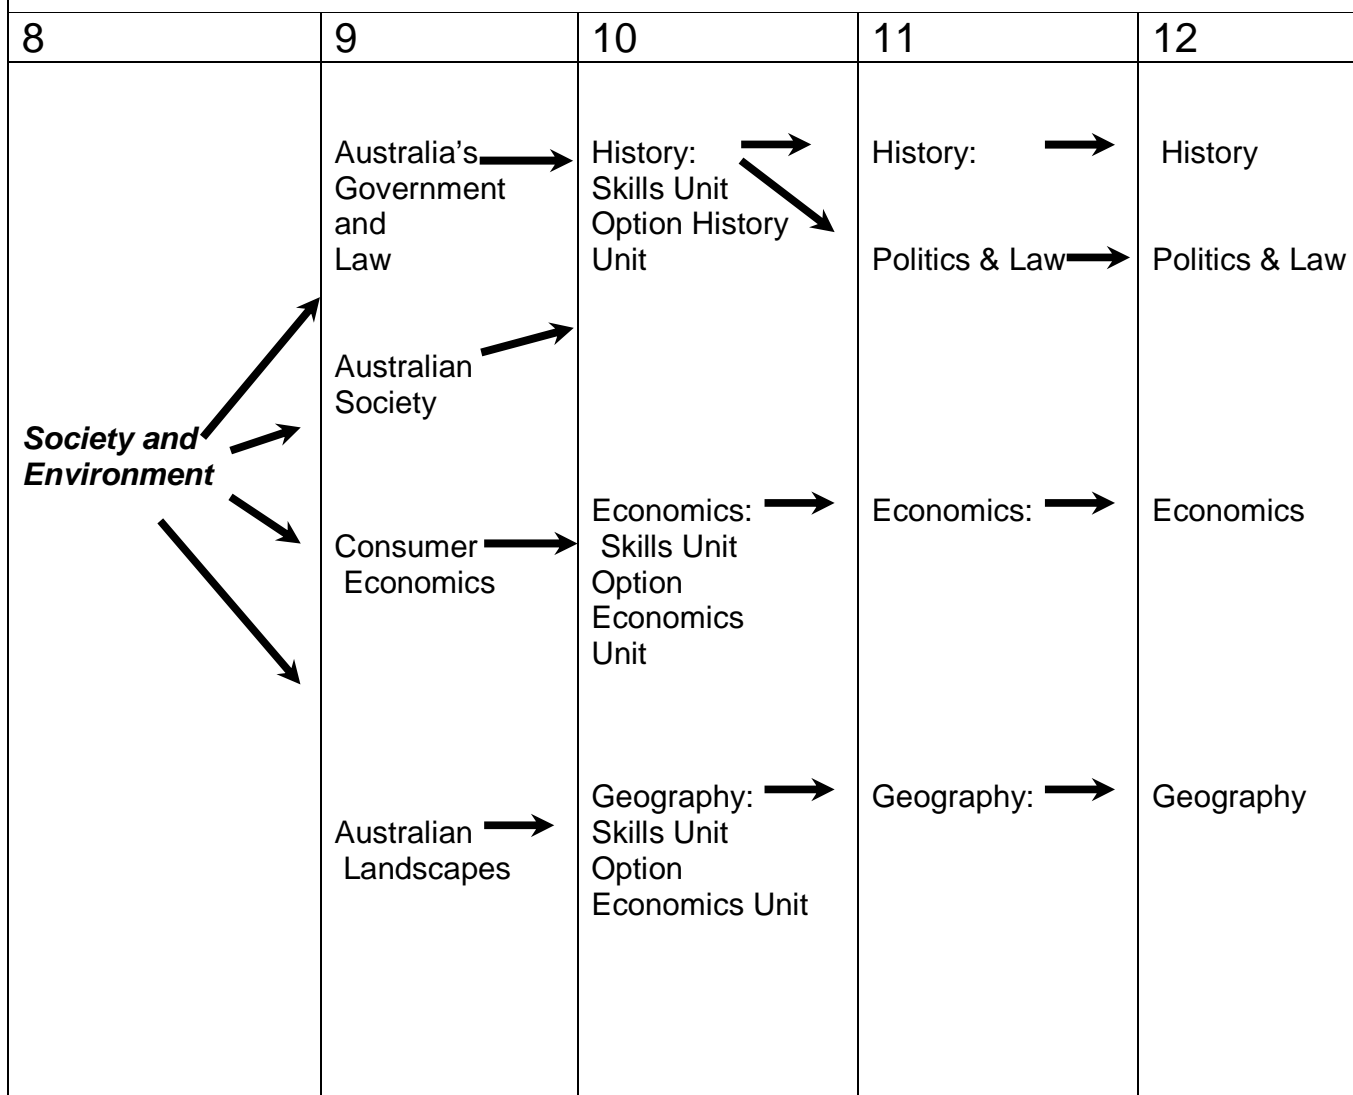 8
9
10
11
12
Society and
Environment
Australia’s
Government
and
Law
Australian
Society
Consumer
Economics
Australian
Landscapes
History:
Skills Unit
Option History
Unit
Economics:
Skills Unit
Option
Economics
Unit
Geography:
Skills Unit
Option
Economics Unit
History:
Politics & Law
Economics:
Geography:
History
Politics & Law
Economics
Geography